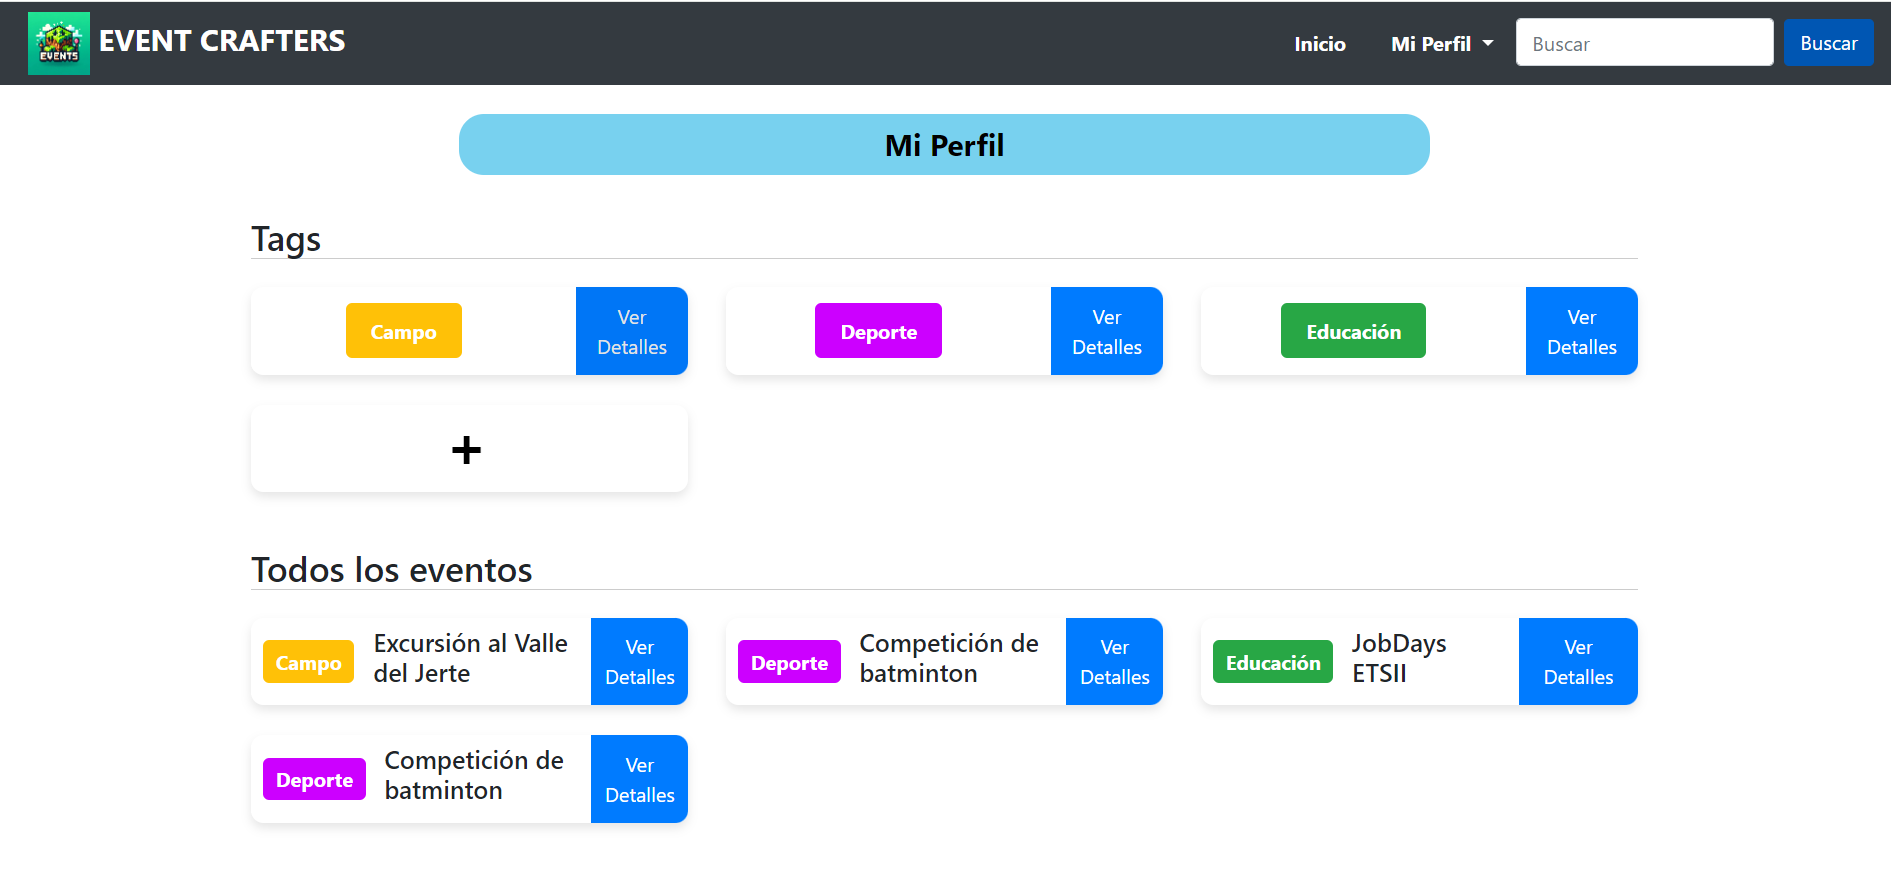 EVENTS
EVENT CRAFTERS
Inicio
Mi Perfil
Buscar
Buscar
Mi Perfil
Tags
Campo
Ver
Detalles
Deporte
Ver
Detalles
Educación
Ver
Detalles
+
Todos los eventos
Campo
Excursión al Valle
del Jerte
Ver
Detalles
Deporte
Competición de
batminton
Ver
Detalles
Educación
JobDays
ETSII
Ver
Detalles
Deporte
Competición de
batminton
Ver
Detalles